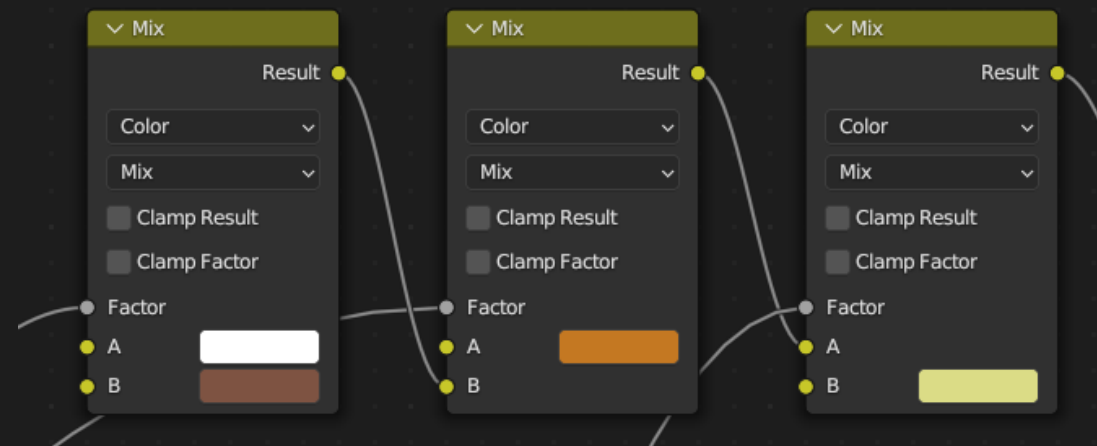 Mix
Result
Color
Mix
Clamp Result
Clamp Factor
Factor
A
B
Mix
Result
Color
Mix
Clamp Result
Clamp Factor
Factor
A
B
Mix
Result
Color
Mix
Clamp Result
Clamp Factor
Factor
A
B